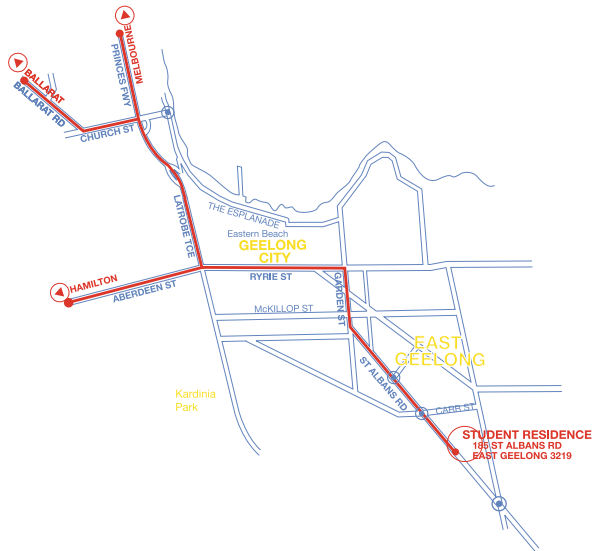 MELBOURNE
PRINCES FWY
BALLARAT
BALLARAT RD
CHURCH ST
LATROBE TCE
THE ESPLANADE
Eastern Beach
GEELONG
CITY
HAMILTON
ABERDEEN ST
RYRIE ST
GARDEN ST
McKILLOP ST
EAST
GEELONG
ST ALBANS RD
Kardinia
Park
CARR ST
STUDENT RESIDENCE
185 ST ALBANS RD
EAST GEELONG 3219